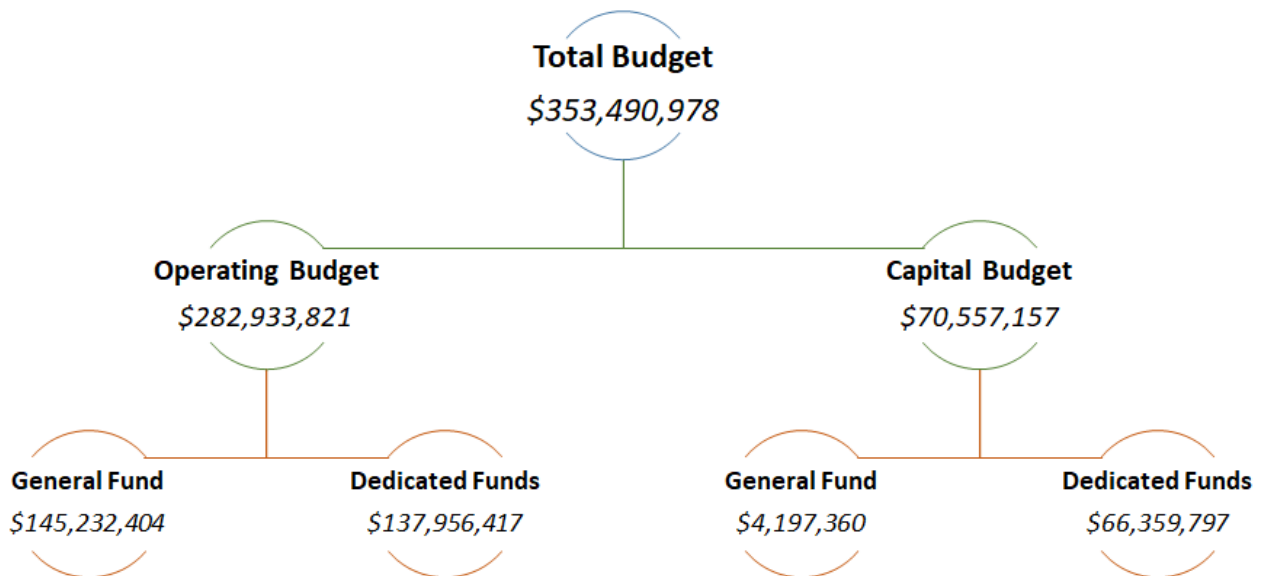 Total Budget
$353,490,978
Operating Budget
$282,933,821
Capital Budget
$70,557,157
General Fund
$145,232,404
Dedicated Funds
$137,956,417
General Fund
$4,197,360
Dedicated Funds
$66,359,797